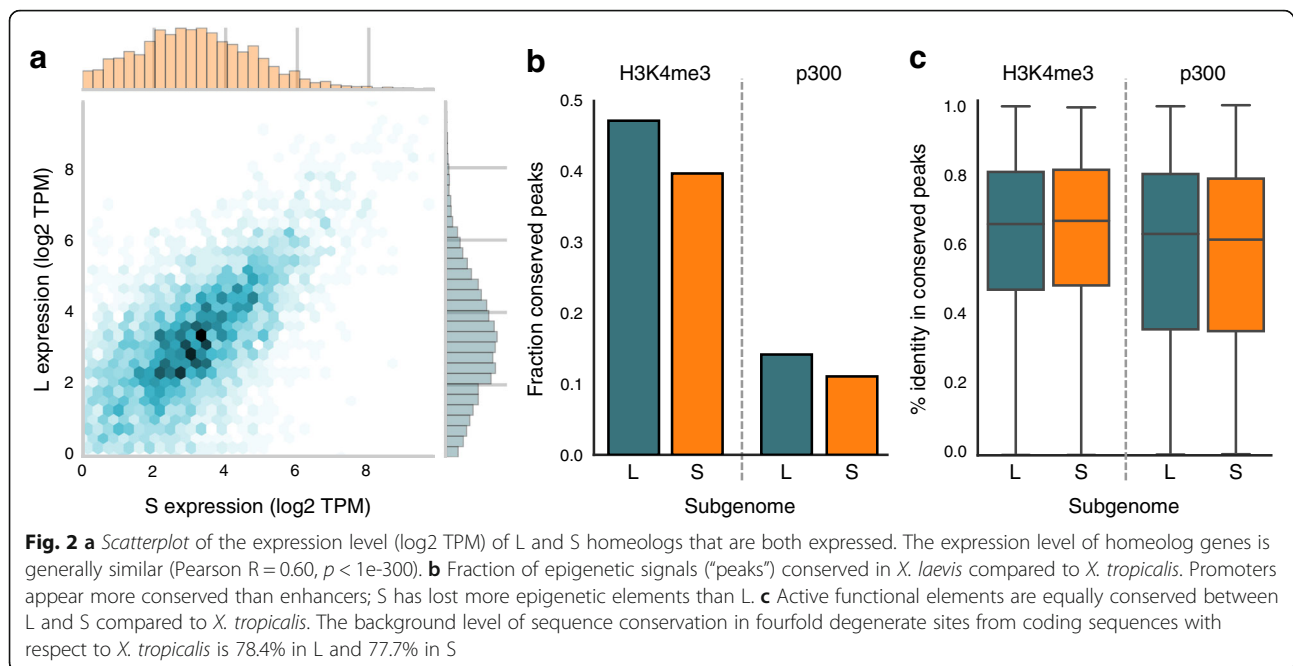 a
8
6
4
2
0
0 2 4 6 8
L expression (log2 TPM)
S expression (log2 TPM)
b
H3K4me3 p300
0.5
0.4
0.3
0.2
0.1
0.0
Fraction conserved peaks
L S L S
Subgenome
c
H3K4me3 p300
1.0
0.8
0.6
0.4
0.2
0.0
% identity in conserved peaks
L S L S
Subgenome
Fig. 2 a Scatterplot of the expression level (log2 TPM) of L and S homeologs that are both expressed. The expression level of homeolog genes is
generally similar (Pearson R = 0.60, p < 1e-300). b Fraction of epigenetic signals (“peaks”) conserved in X. laevis compared to X. tropicalis. Promoters
appear more conserved than enhancers; S has lost more epigenetic elements than L. c Active functional elements are equally conserved between
L and S compared to X. tropicalis. The background level of sequence conservation in fourfold degenerate sites from coding sequences with
respect to X. tropicalis is 78.4% in L and 77.7% in S